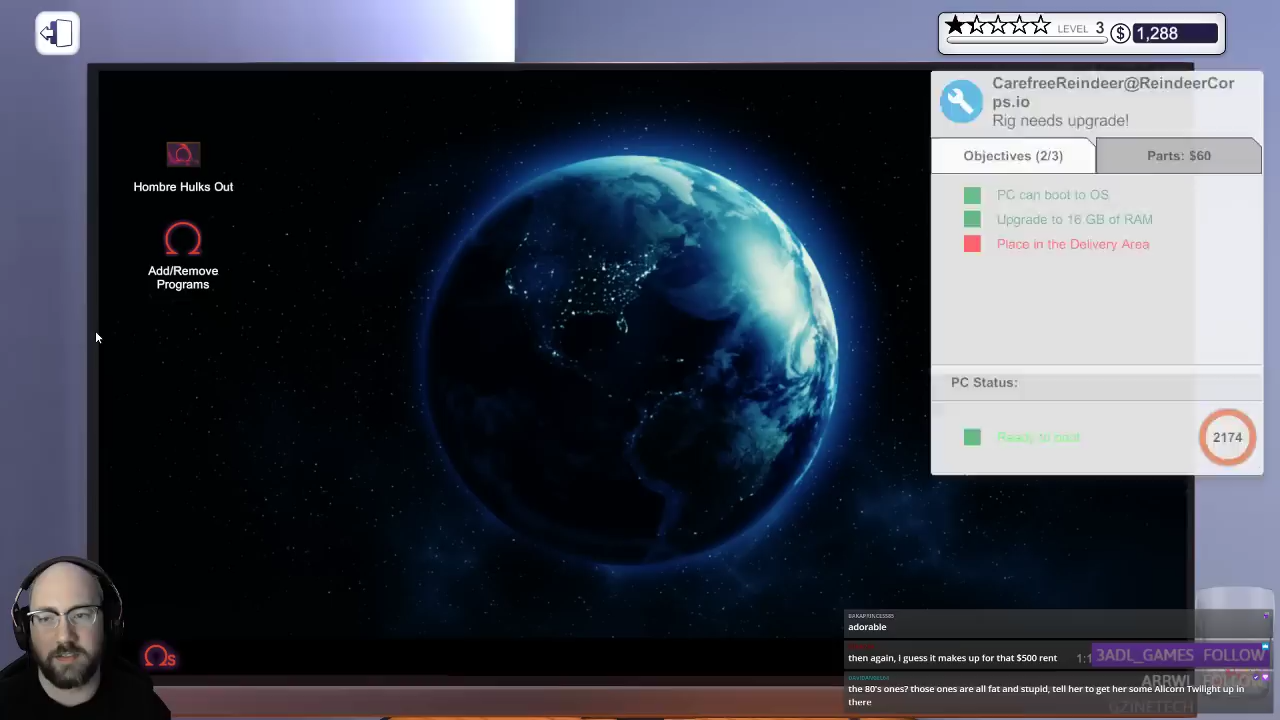 LEVEL 3
$ 1,288
CarefreeReindeer@ReindeerCor
ps.io
Rig needs upgrade!
Objectives (2/3)
Parts: $60
PC can boot to OS
Upgrade to 16 GB of RAM
Place in the Delivery Area
PC Status:
Ready to boot
2174
Hombre Hulks Out
Add/Remove
Programs
Ωs
adorable
then again, i guess it makes up for that $500 rent
1:1
3ADL_GAMES FOLLOW
the 80's ones? those ones are all fat and stupid, tell her to get her some Alicorn Twilight up in
there